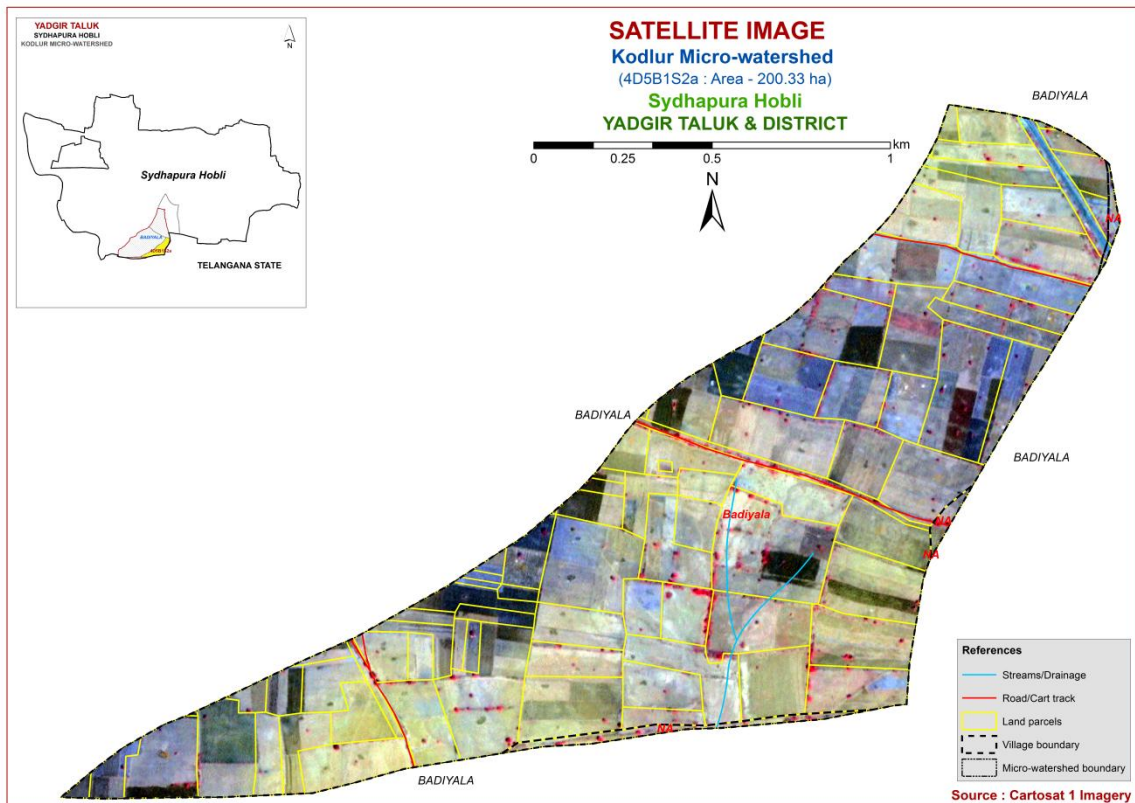 YADGIR TALUK
SYDHAPURA HOBLI
KODLUR MICRO-WATERSHED
N
Sydhapura Hobli
BADIYALA
4D5B1S2a
TELANGANA STATE
SATELLITE IMAGE
Kodlur Micro-watershed
(4D5B1S2a : Area - 200.33 ha)
Sydhapura Hobli
YADGIR TALUK & DISTRICT
km
0 0.25 0.5 1
N
BADIYALA
NA
BADIYALA
BADIYALA
Badiyala
NA
NA
NA
BADIYALA
References
Streams/Drainage
Road/Cart track
Land parcels
Village boundary
Micro-watershed boundary
Source : Cartosat 1 Imagery